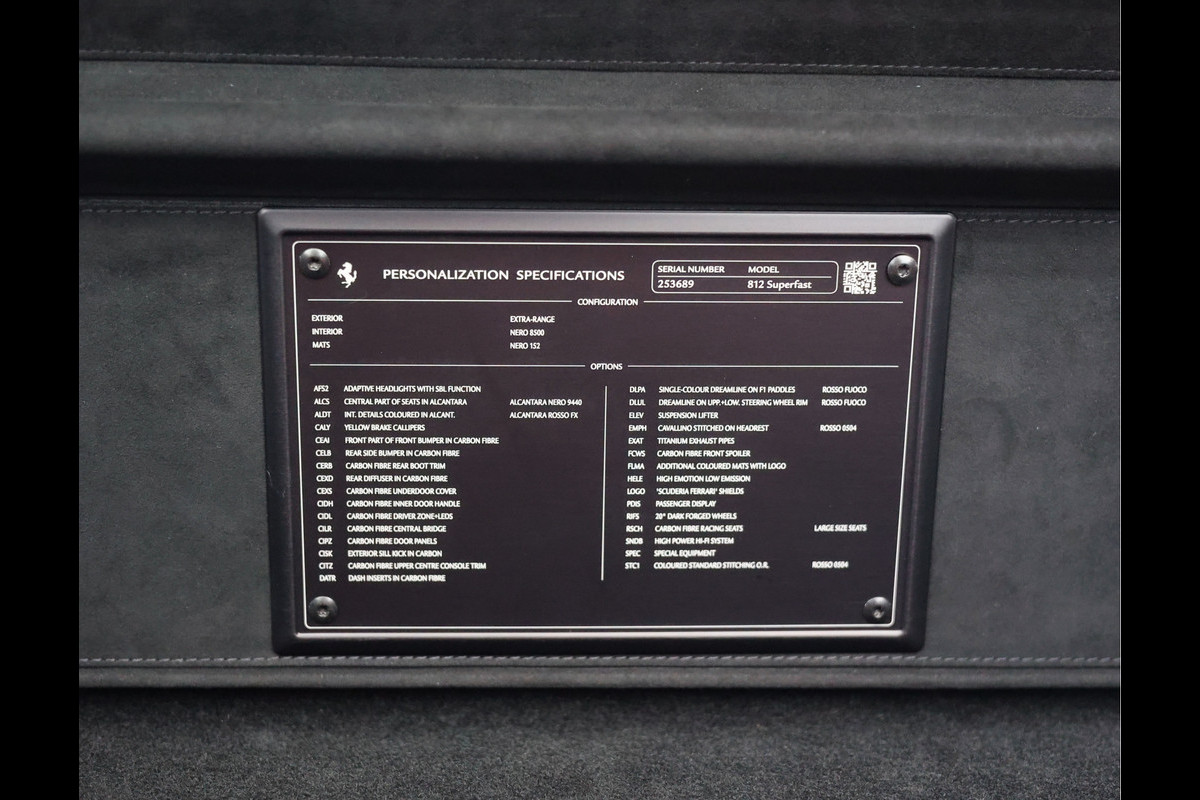 PERSONALIZATION SPECIFICATIONS
SERIAL NUMBER MODEL
253689 812 Superfast
CONFIGURATION
EXTERIOR EXTRA-RANGE
INTERIOR NERO 8500
MATS NERO 152
OPTIONS
AFS2 ADAPTIVE HEADLIGHTS WITH SBL FUNCTION
ALCS CENTRAL PART OF SEATS IN ALCANTARA ALCANTARA NERO 9440
ALDT INT. DETAILS COLOURED IN ALCANT. ALCANTARA ROSSO FX
CALY YELLOW BRAKE CALLIPERS
CEAI FRONT PART OF FRONT BUMPER IN CARBON FIBRE
CELB REAR SIDE BUMPER IN CARBON FIBRE
CERB CARBON FIBRE REAR BOOT TRIM
CEXD REAR DIFFUSER IN CARBON FIBRE
CEXS CARBON FIBRE UNDERDOOR COVER
CIDH CARBON FIBRE INNER DOOR HANDLE
CIDL CARBON FIBRE DRIVER ZONE+LEDS
CILR CARBON FIBRE CENTRAL BRIDGE
CIPZ CARBON FIBRE DOOR PANELS
CISK EXTERIOR SILL KICK IN CARBON
CITZ CARBON FIBRE UPPER CENTRE CONSOLE TRIM
DATR DASH INSERTS IN CARBON FIBRE
DLPA SINGLE-COLOUR DREAMLINE ON F1 PADDLES ROSSO FUOCO
DLUL DREAMLINE ON UPP.+LOW. STEERING WHEEL RIM ROSSO FUOCO
ELEV SUSPENSION LIFTER
EMPH CAVALLINO STITCHED ON HEADREST ROSSO 0504
EXAT TITANIUM EXHAUST PIPES
FCWS CARBON FIBRE FRONT SPOILER
FLMA ADDITIONAL COLOURED MATS WITH LOGO
HELE HIGH EMOTION LOW EMISSION
LOGO 'SCUDERIA FERRARI' SHIELDS
PDIS PASSENGER DISPLAY
RIFS 20" DARK FORGED WHEELS
RSCH CARBON FIBRE RACING SEATS LARGE SIZE SEATS
SNDB HIGH POWER HI-FI SYSTEM
SPEC SPECIAL EQUIPMENT
STC1 COLOURED STANDARD STITCHING O.R. ROSSO 0504